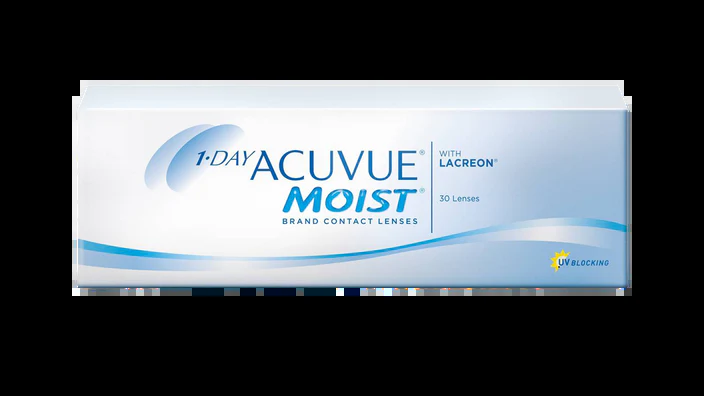 1·DAY ACUVUE®
MOIST®
BRAND CONTACT LENSES
WITH
LACREON®
30 Lenses
UV BLOCKING